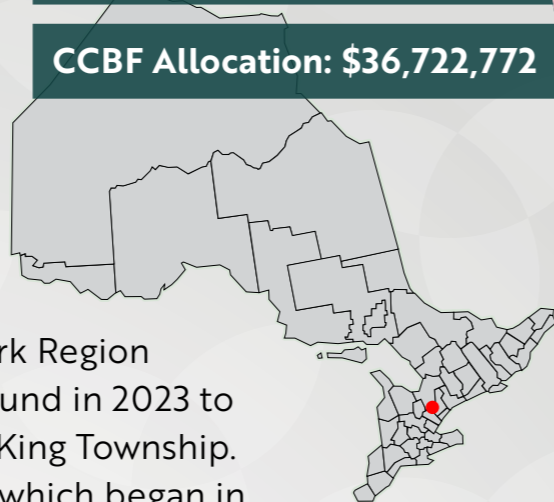 CCBF Allocation: $36,722,772
rk Region
und in 2023 to
King Township.
which began in